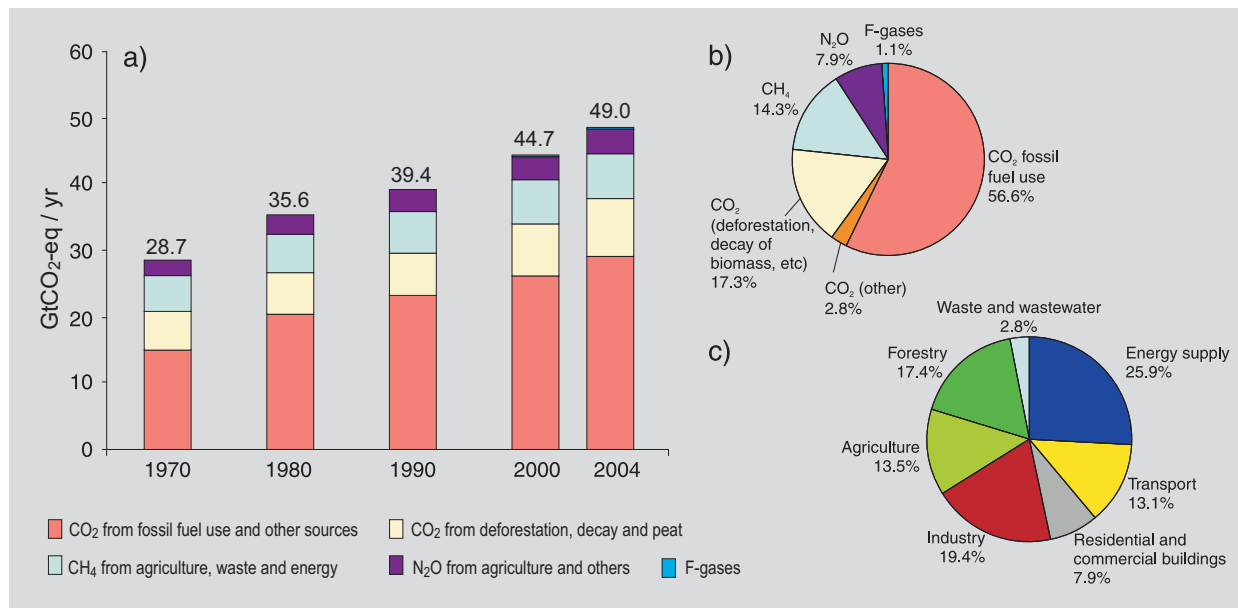 a)
60
50
40
30
20
10
0
GtCO₂-eq / yr
28.7
35.6
39.4
44.7
49.0
1970
1980
1990
2000
2004
CO₂ from fossil fuel use and other sources
CO₂ from deforestation, decay and peat
CH₄ from agriculture, waste and energy
N₂O from agriculture and others
F-gases
b)
F-gases
1.1%
N₂O
7.9%
CH₄
14.3%
CO₂ fossil
fuel use
56.6%
CO₂
(deforestation,
decay of
biomass, etc)
17.3%
CO₂ (other)
2.8%
c)
Waste and wastewater
2.8%
Forestry
17.4%
Energy supply
25.9%
Agriculture
13.5%
Transport
13.1%
Industry
19.4%
Residential and
commercial buildings
7.9%